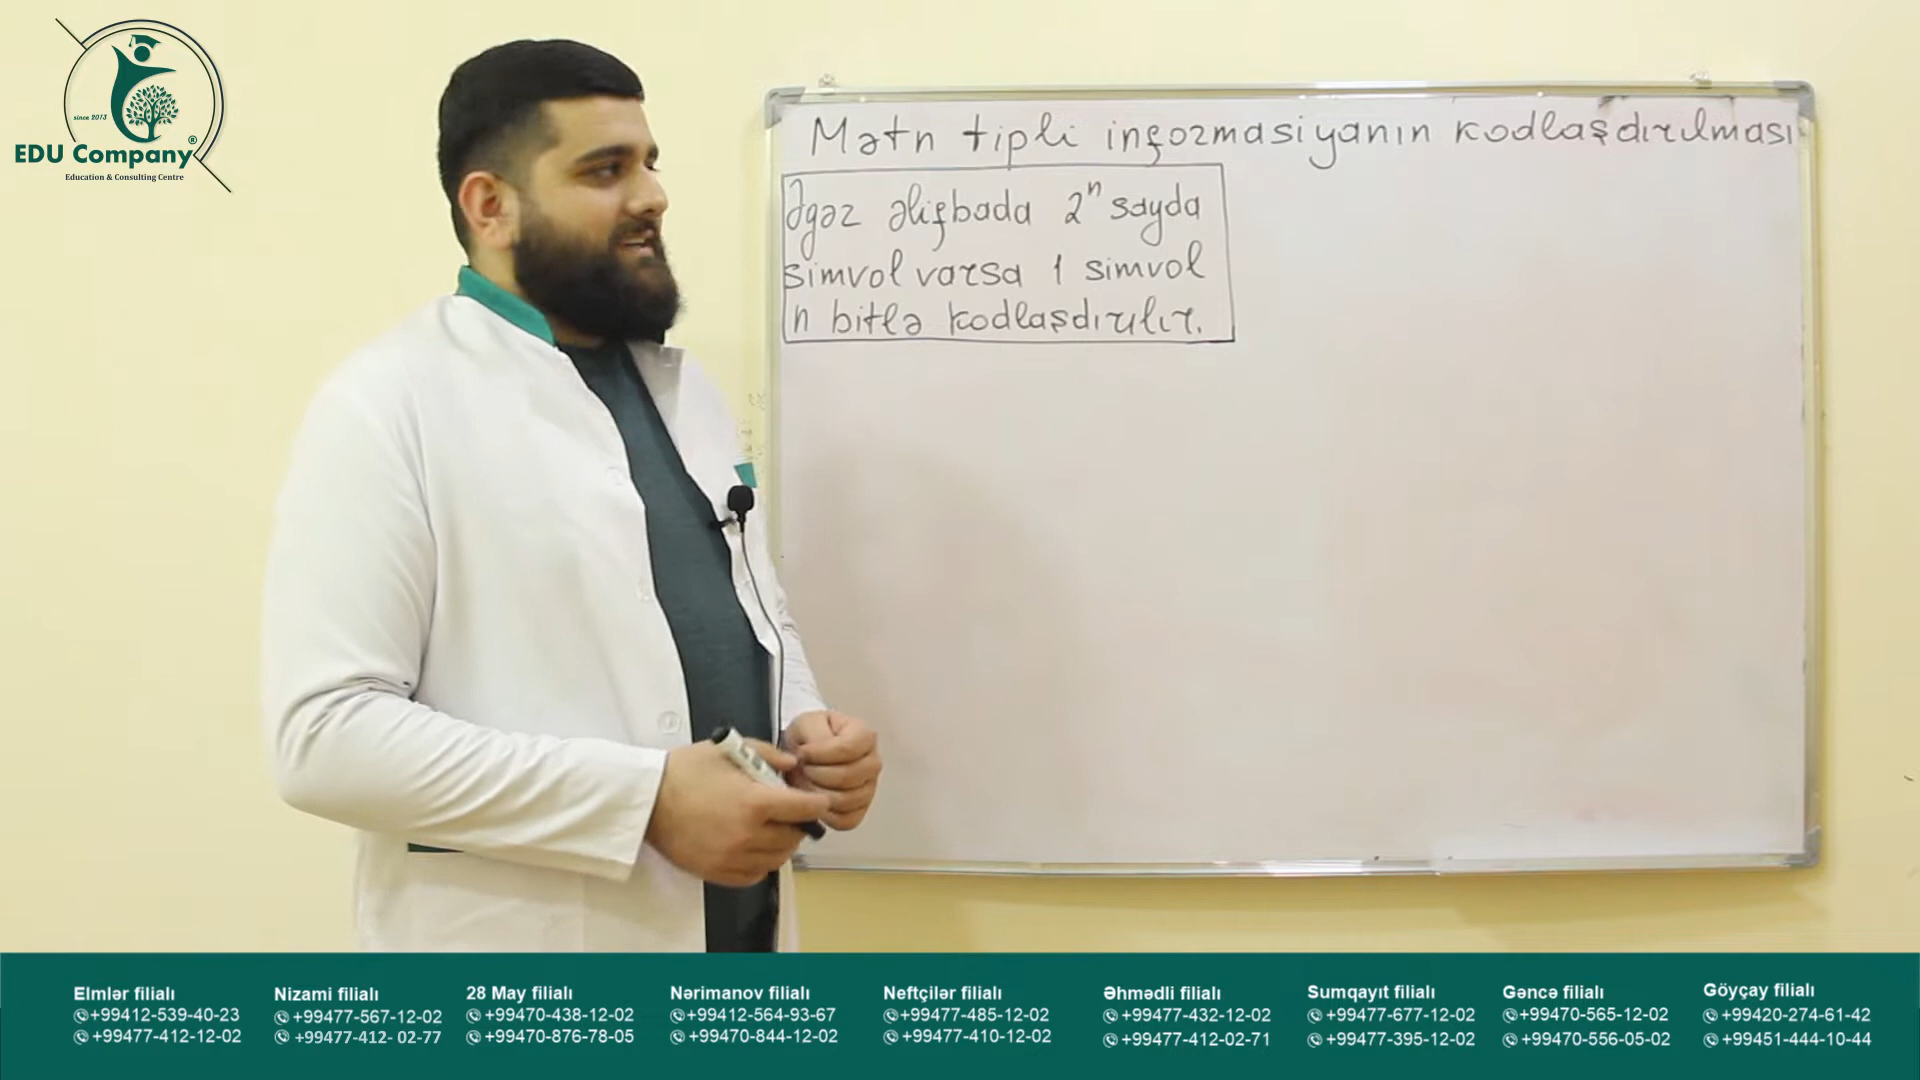 since 2013
EDU Company®
Education & Consulting Centre
Mətn tipli informasiyanın kodlaşdırılması
Əgər əlifbada 2ⁿ sayda
simvol varsa 1 simvol
n bitlə kodlaşdırılır.
Elmlər filialı
+99412-539-40-23
+99477-412-12-02
Nizami filialı
+99477-567-12-02
+99477-412- 02-77
28 May filialı
+99470-438-12-02
+99470-876-78-05
Nərimanov filialı
+99412-564-93-67
+99470-844-12-02
Neftçilər filialı
+99477-485-12-02
+99477-410-12-02
Əhmədli filialı
+99477-432-12-02
+99477-412-02-71
Sumqayıt filialı
+99477-677-12-02
+99477-395-12-02
Gəncə filialı
+99470-565-12-02
+99470-556-05-02
Göyçay filialı
+99420-274-61-42
+99451-444-10-44